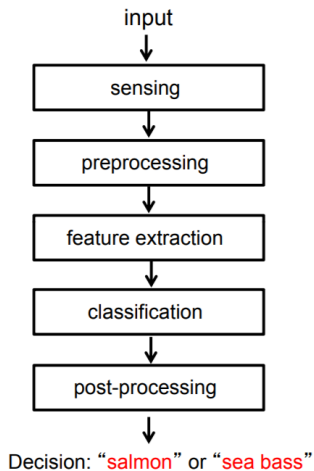 input
sensing
preprocessing
feature extraction
classification
post-processing
Decision: “salmon” or “sea bass”